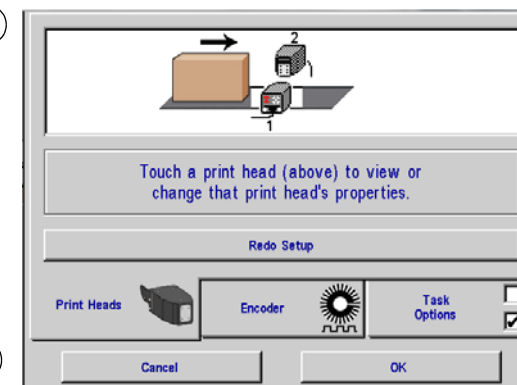 2
1
Touch a print head (above) to view or
change that print head's properties.
Redo Setup
Print Heads
Encoder
Task
Options
Cancel
OK